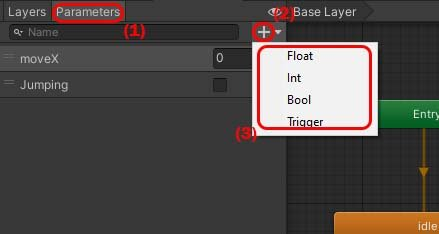 Layers Parameters (2) Base Layer
Name
(1)
moveX 0
Jumping
Float
Int
Bool
Trigger
(3)
Entry
idle